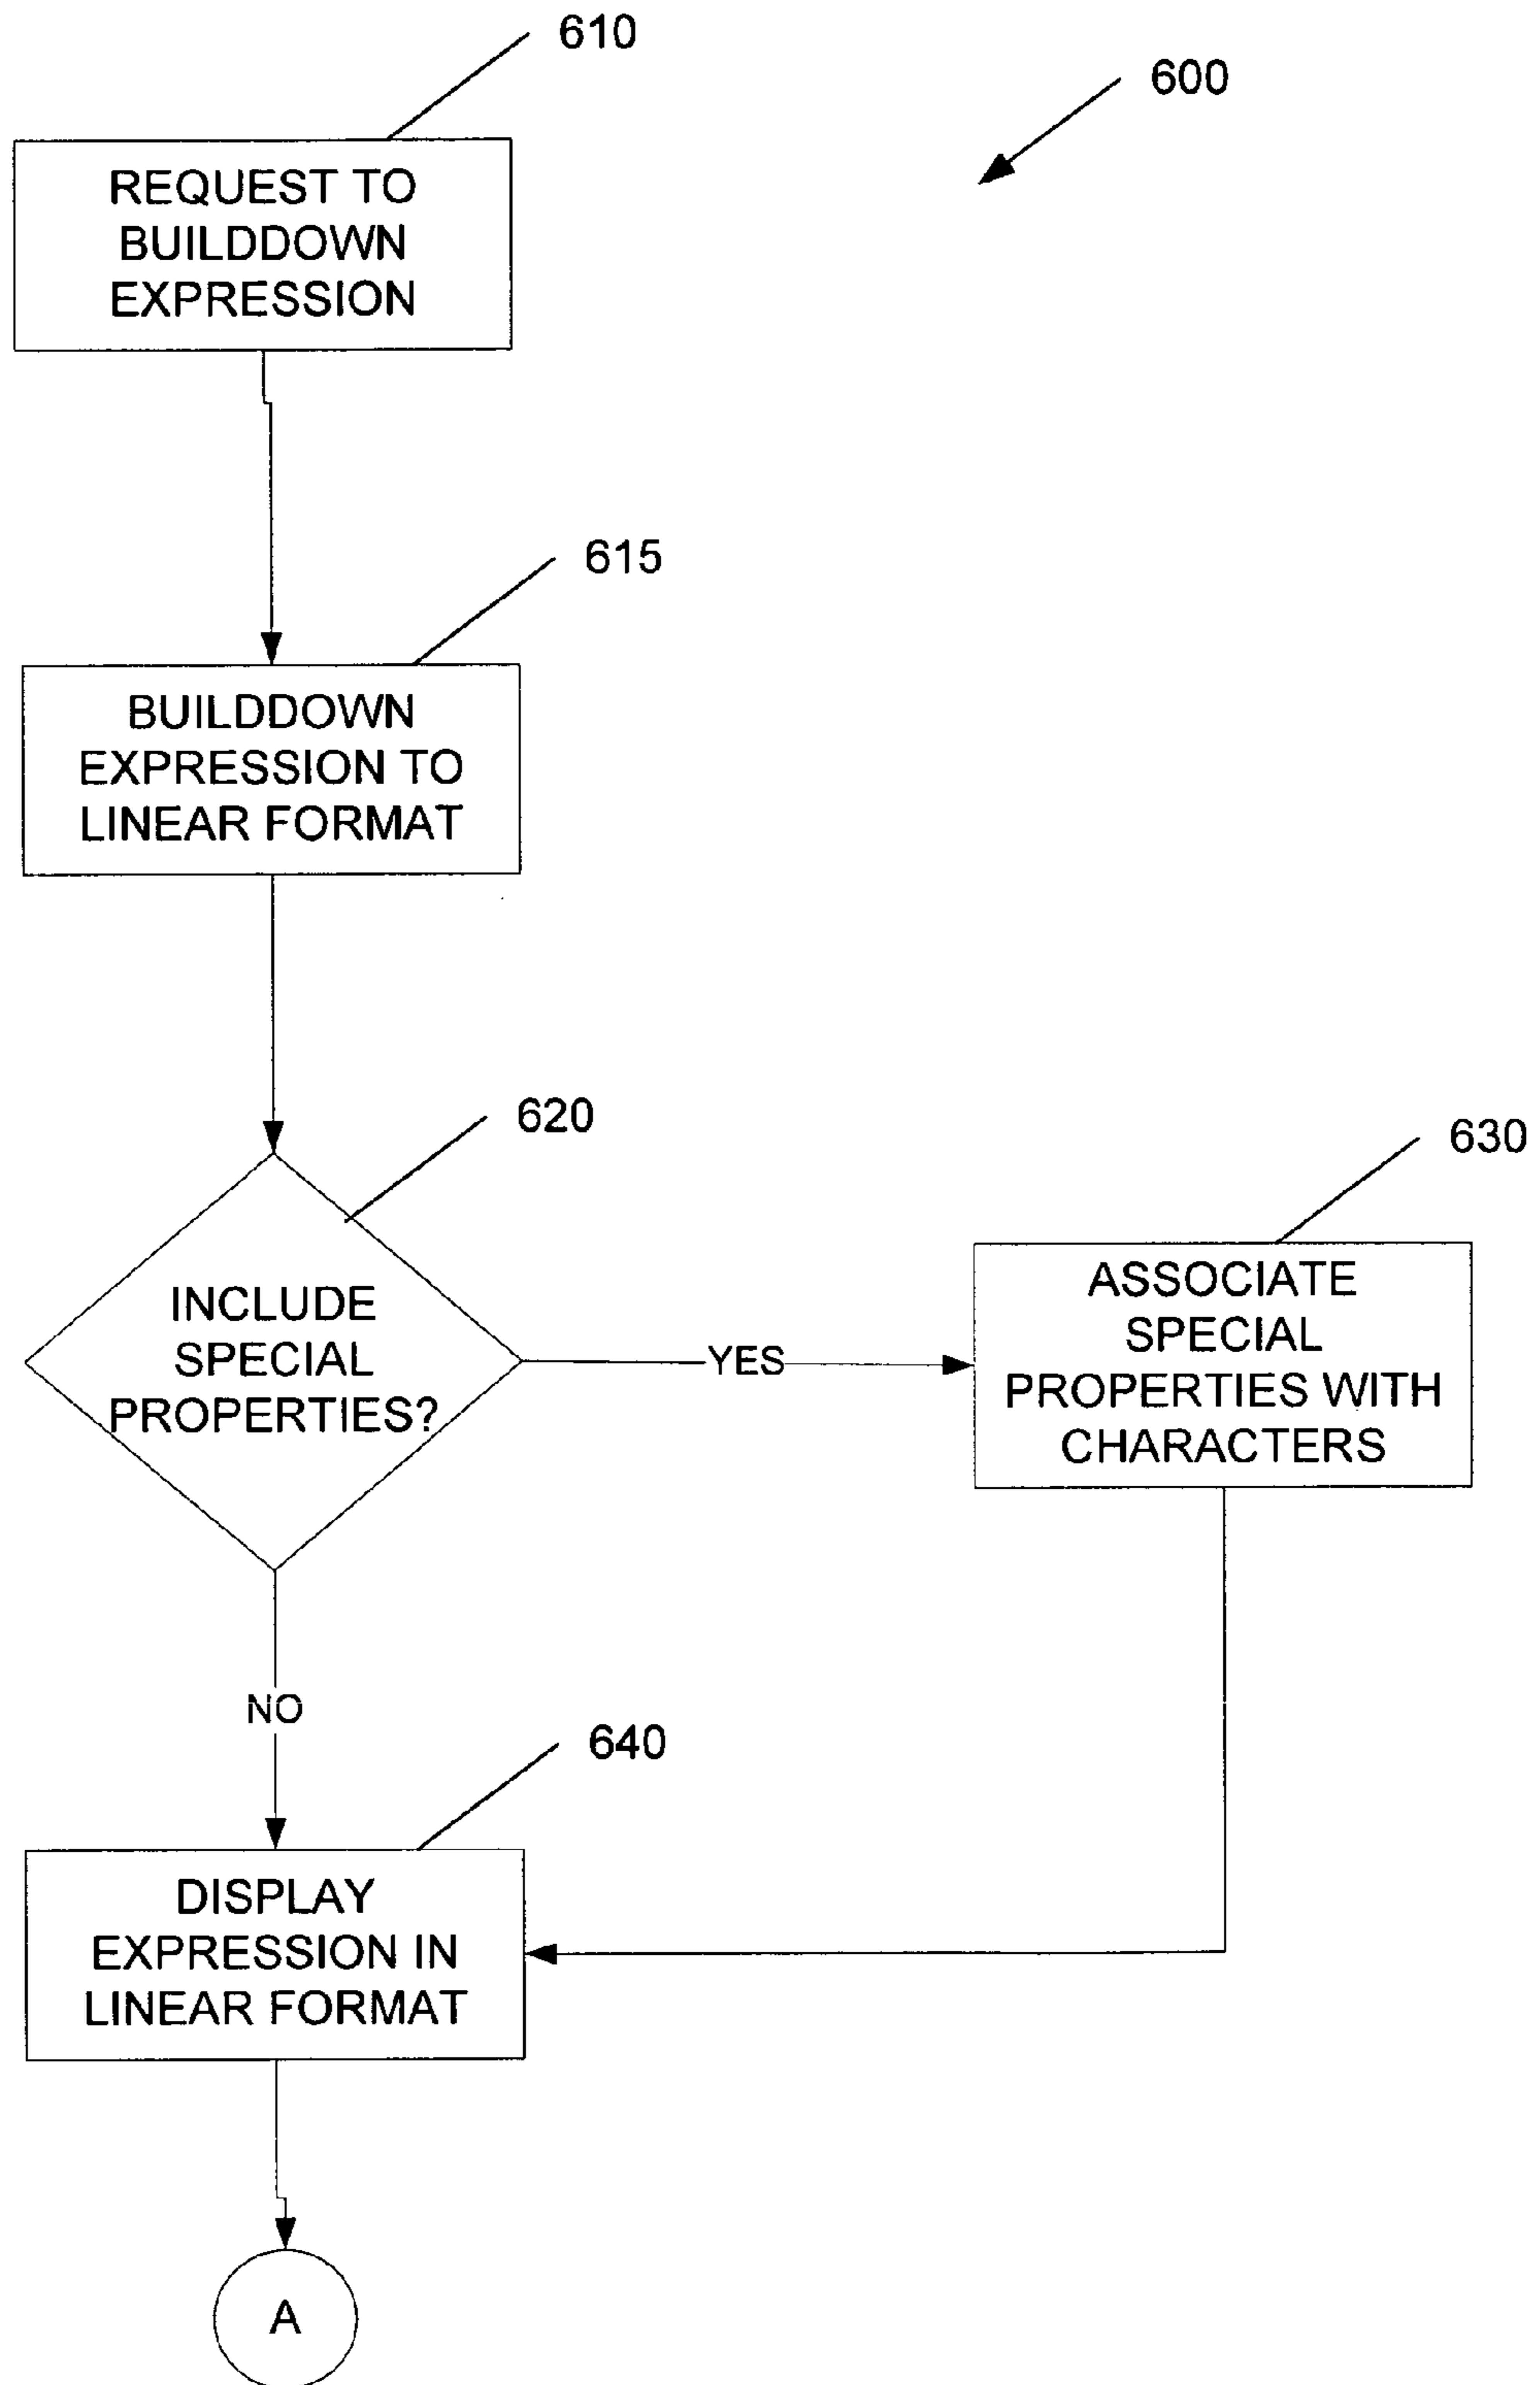 610
600
REQUEST TO
BUILDDOWN
EXPRESSION
615
BUILDDOWN
EXPRESSION TO
LINEAR FORMAT
620
630
INCLUDE
SPECIAL
PROPERTIES?
YES
ASSOCIATE
SPECIAL
PROPERTIES WITH
CHARACTERS
NO
640
DISPLAY
EXPRESSION IN
LINEAR FORMAT
A